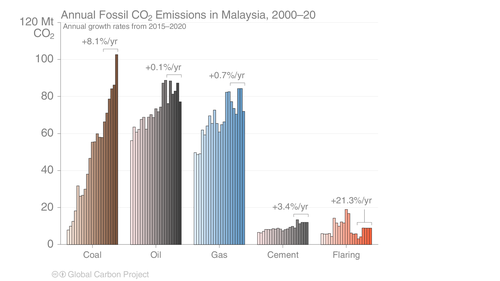 Annual Fossil CO₂ Emissions in Malaysia, 2000–20
Annual growth rates from 2015–2020
120 Mt
CO₂
100
80
60
40
20
0
+8.1%/yr
+0.1%/yr
+0.7%/yr
+3.4%/yr
+21.3%/yr
Coal
Oil
Gas
Cement
Flaring
Global Carbon Project